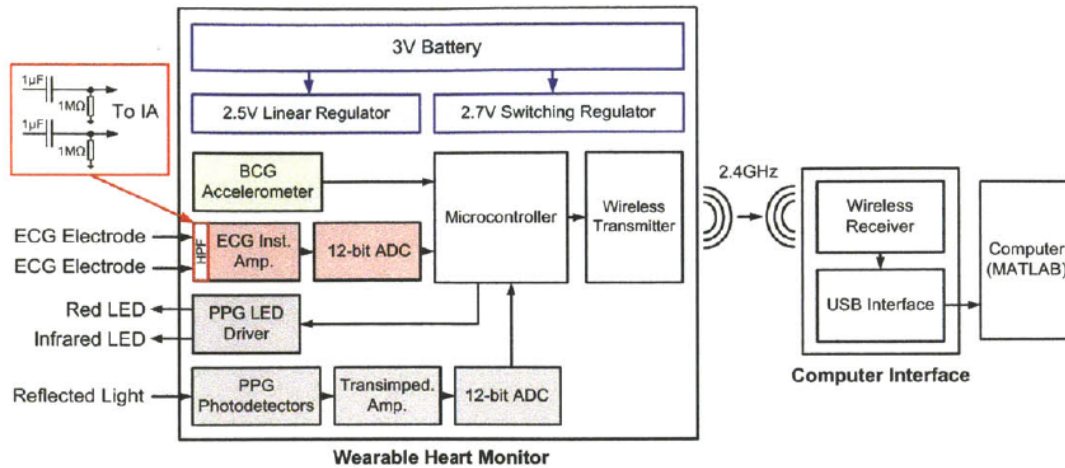 3V Battery
2.5V Linear Regulator
2.7V Switching Regulator
1μF
1MΩ
To IA
1μF
1MΩ
BCG
Accelerometer
Microcontroller
Wireless
Transmitter
2.4GHz
Wireless
Receiver
USB Interface
Computer
(MATLAB)
Computer Interface
ECG Electrode
ECG Electrode
HPF
ECG Inst.
Amp.
12-bit ADC
Red LED
Infrared LED
PPG LED
Driver
Reflected Light
PPG
Photodetectors
Transimped.
Amp.
12-bit ADC
Wearable Heart Monitor